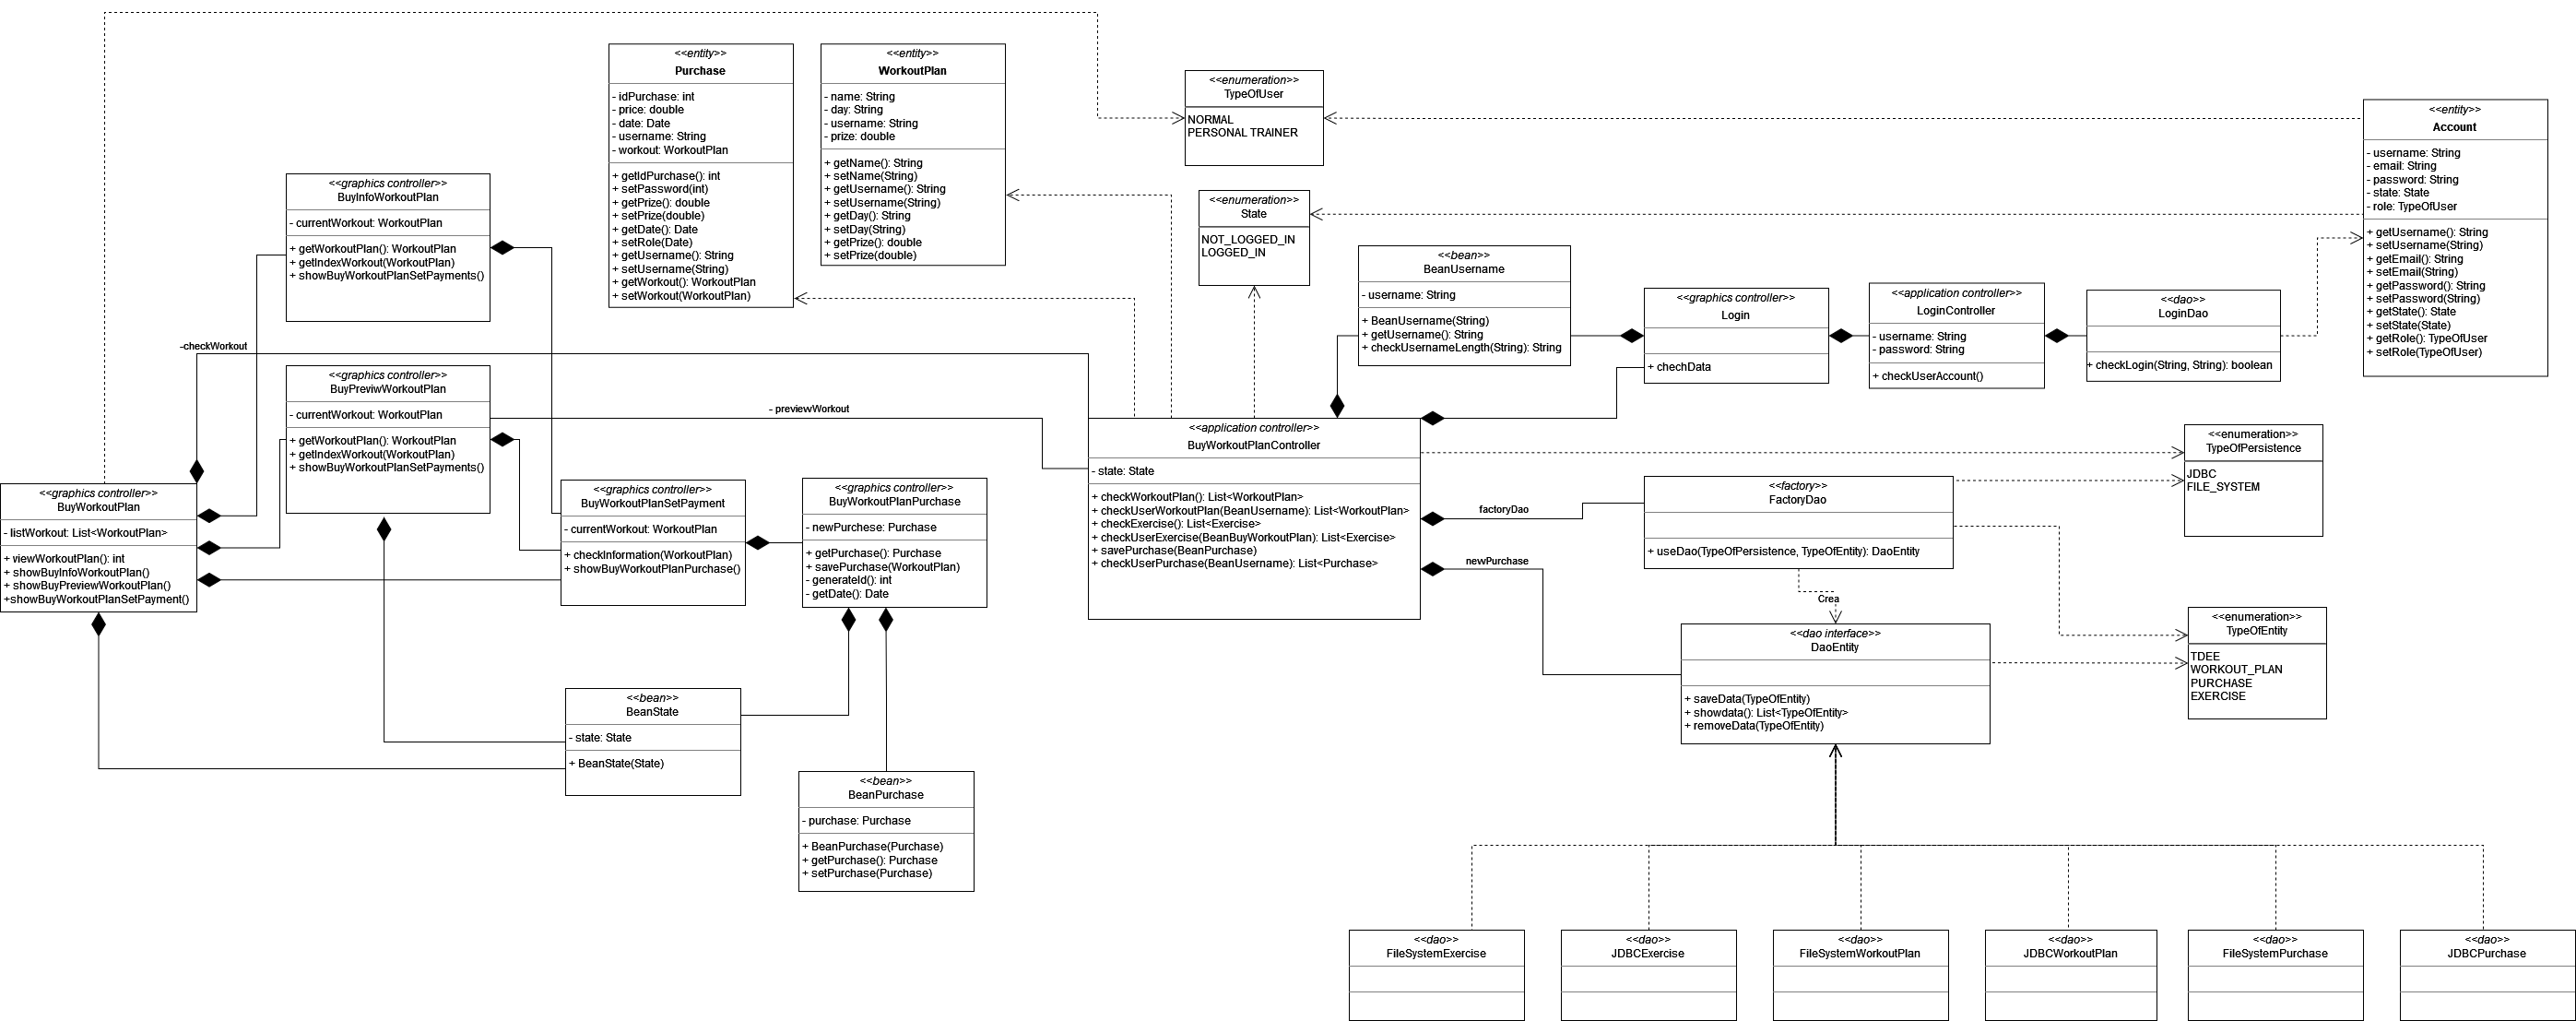 <<entity>>
Purchase
- idPurchase: int
- price: double
- date: Date
- username: String
- workout: WorkoutPlan
+ getIdPurchase(): int
+ setPassword(int)
+ getPrize(): double
+ setPrize(double)
+ getDate(): Date
+ setRole(Date)
+ getUsername(): String
+ setUsername(String)
+ getWorkout(): WorkoutPlan
+ setWorkout(WorkoutPlan)
<<entity>>
WorkoutPlan
- name: String
- day: String
- username: String
- prize: double
+ getName(): String
+ setName(String)
+ getUsername(): String
+ setUsername(String)
+ getDay(): String
+ setDay(String)
+ getPrize(): double
+ setPrize(double)
<<enumeration>>
TypeOfUser
NORMAL
PERSONAL TRAINER
<<entity>>
Account
- username: String
- email: String
- password: String
- state: State
- role: TypeOfUser
+ getUsername(): String
+ setUsername(String)
+ getEmail(): String
+ setEmail(String)
+ getPassword(): String
+ setPassword(String)
+ getState(): State
+ setState(State)
+ getRole(): TypeOfUser
+ setRole(TypeOfUser)
<<graphics controller>>
BuyInfoWorkoutPlan
- currentWorkout: WorkoutPlan
+ getWorkoutPlan(): WorkoutPlan
+ getIndexWorkout(WorkoutPlan)
+ showBuyWorkoutPlanSetPayments()
<<enumeration>>
State
NOT_LOGGED_IN
LOGGED_IN
<<bean>>
BeanUsername
- username: String
+ BeanUsername(String)
+ getUsername(): String
+ checkUsernameLength(String): String
<<graphics controller>>
Login
+ chechData
<<application controller>>
LoginController
- username: String
- password: String
+ checkUserAccount()
<<dao>>
LoginDao
+ checkLogin(String, String): boolean
-checkWorkout
<<graphics controller>>
BuyPreviwWorkoutPlan
- currentWorkout: WorkoutPlan
+ getWorkoutPlan(): WorkoutPlan
+ getIndexWorkout(WorkoutPlan)
+ showBuyWorkoutPlanSetPayments()
- previewWorkout
<<application controller>>
BuyWorkoutPlanController
- state: State
+ checkWorkoutPlan(): List<WorkoutPlan>
+ checkUserWorkoutPlan(BeanUsername): List<WorkoutPlan>
+ checkExercise(): List<Exercise>
+ checkUserExercise(BeanBuyWorkoutPlan): List<Exercise>
+ savePurchase(BeanPurchase)
+ checkUserPurchase(BeanUsername): List<Purchase>
<<enumeration>>
TypeOfPersistence
JDBC
FILE_SYSTEM
<<graphics controller>>
BuyWorkoutPlan
- listWorkout: List<WorkoutPlan>
+ viewWorkoutPlan(): int
+ showBuyInfoWorkoutPlan()
+ showBuyPreviewWorkoutPlan()
+showBuyWorkoutPlanSetPayment()
<<graphics controller>>
BuyWorkoutPlanSetPayment
- currentWorkout: WorkoutPlan
+ checkInformation(WorkoutPlan)
+ showBuyWorkoutPlanPurchase()
<<graphics controller>>
BuyWorkoutPlanPurchase
- newPurchese: Purchase
+ getPurchase(): Purchase
+ savePurchase(WorkoutPlan)
- generateId(): int
- getDate(): Date
factoryDao
<<factory>>
FactoryDao
+ useDao(TypeOfPersistence, TypeOfEntity): DaoEntity
newPurchase
Crea
<<enumeration>>
TypeOfEntity
TDEE
WORKOUT_PLAN
PURCHASE
EXERCISE
<<dao interface>>
DaoEntity
+ saveData(TypeOfEntity)
+ showdata(): List<TypeOfEntity>
+ removeData(TypeOfEntity)
<<bean>>
BeanState
- state: State
+ BeanState(State)
<<bean>>
BeanPurchase
- purchase: Purchase
+ BeanPurchase(Purchase)
+ getPurchase(): Purchase
+ setPurchase(Purchase)
<<dao>>
FileSystemExercise
<<dao>>
JDBCExercise
<<dao>>
FileSystemWorkoutPlan
<<dao>>
JDBCWorkoutPlan
<<dao>>
FileSystemPurchase
<<dao>>
JDBCPurchase